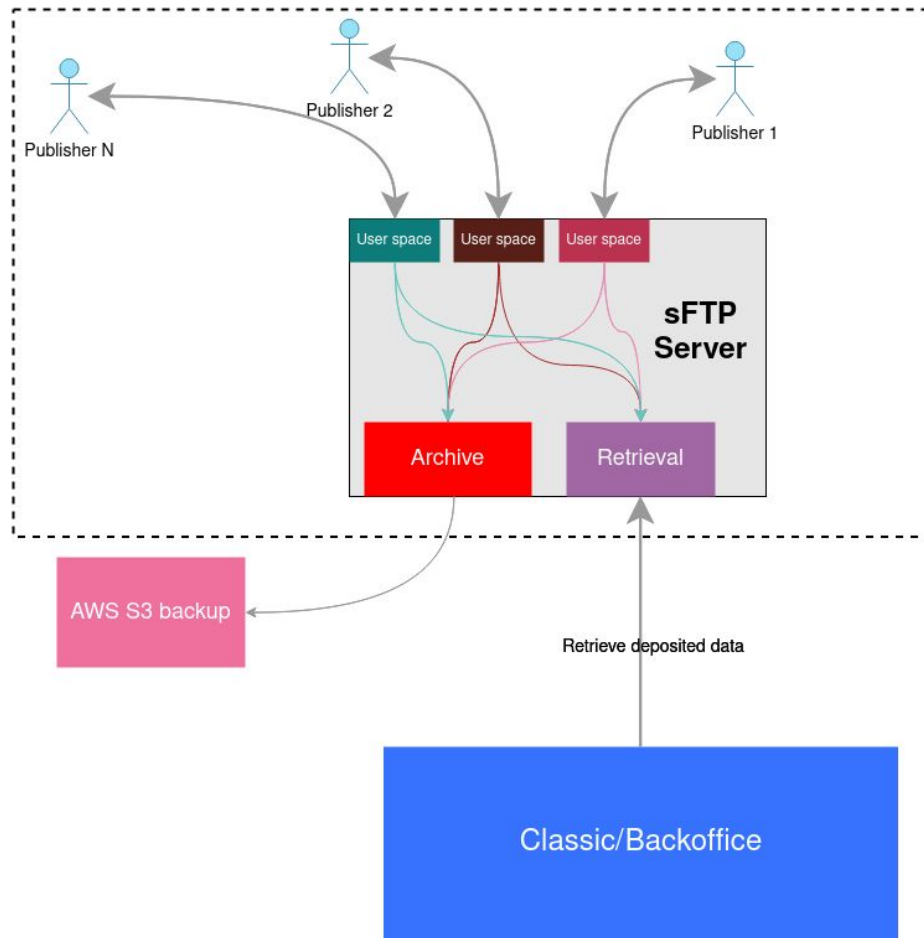 Publisher 2
Publisher 1
Publisher N
User space
User space
User space
sFTP
Server
Archive
Retrieval
AWS S3 backup
Retrieve deposited data
Classic/Backoffice